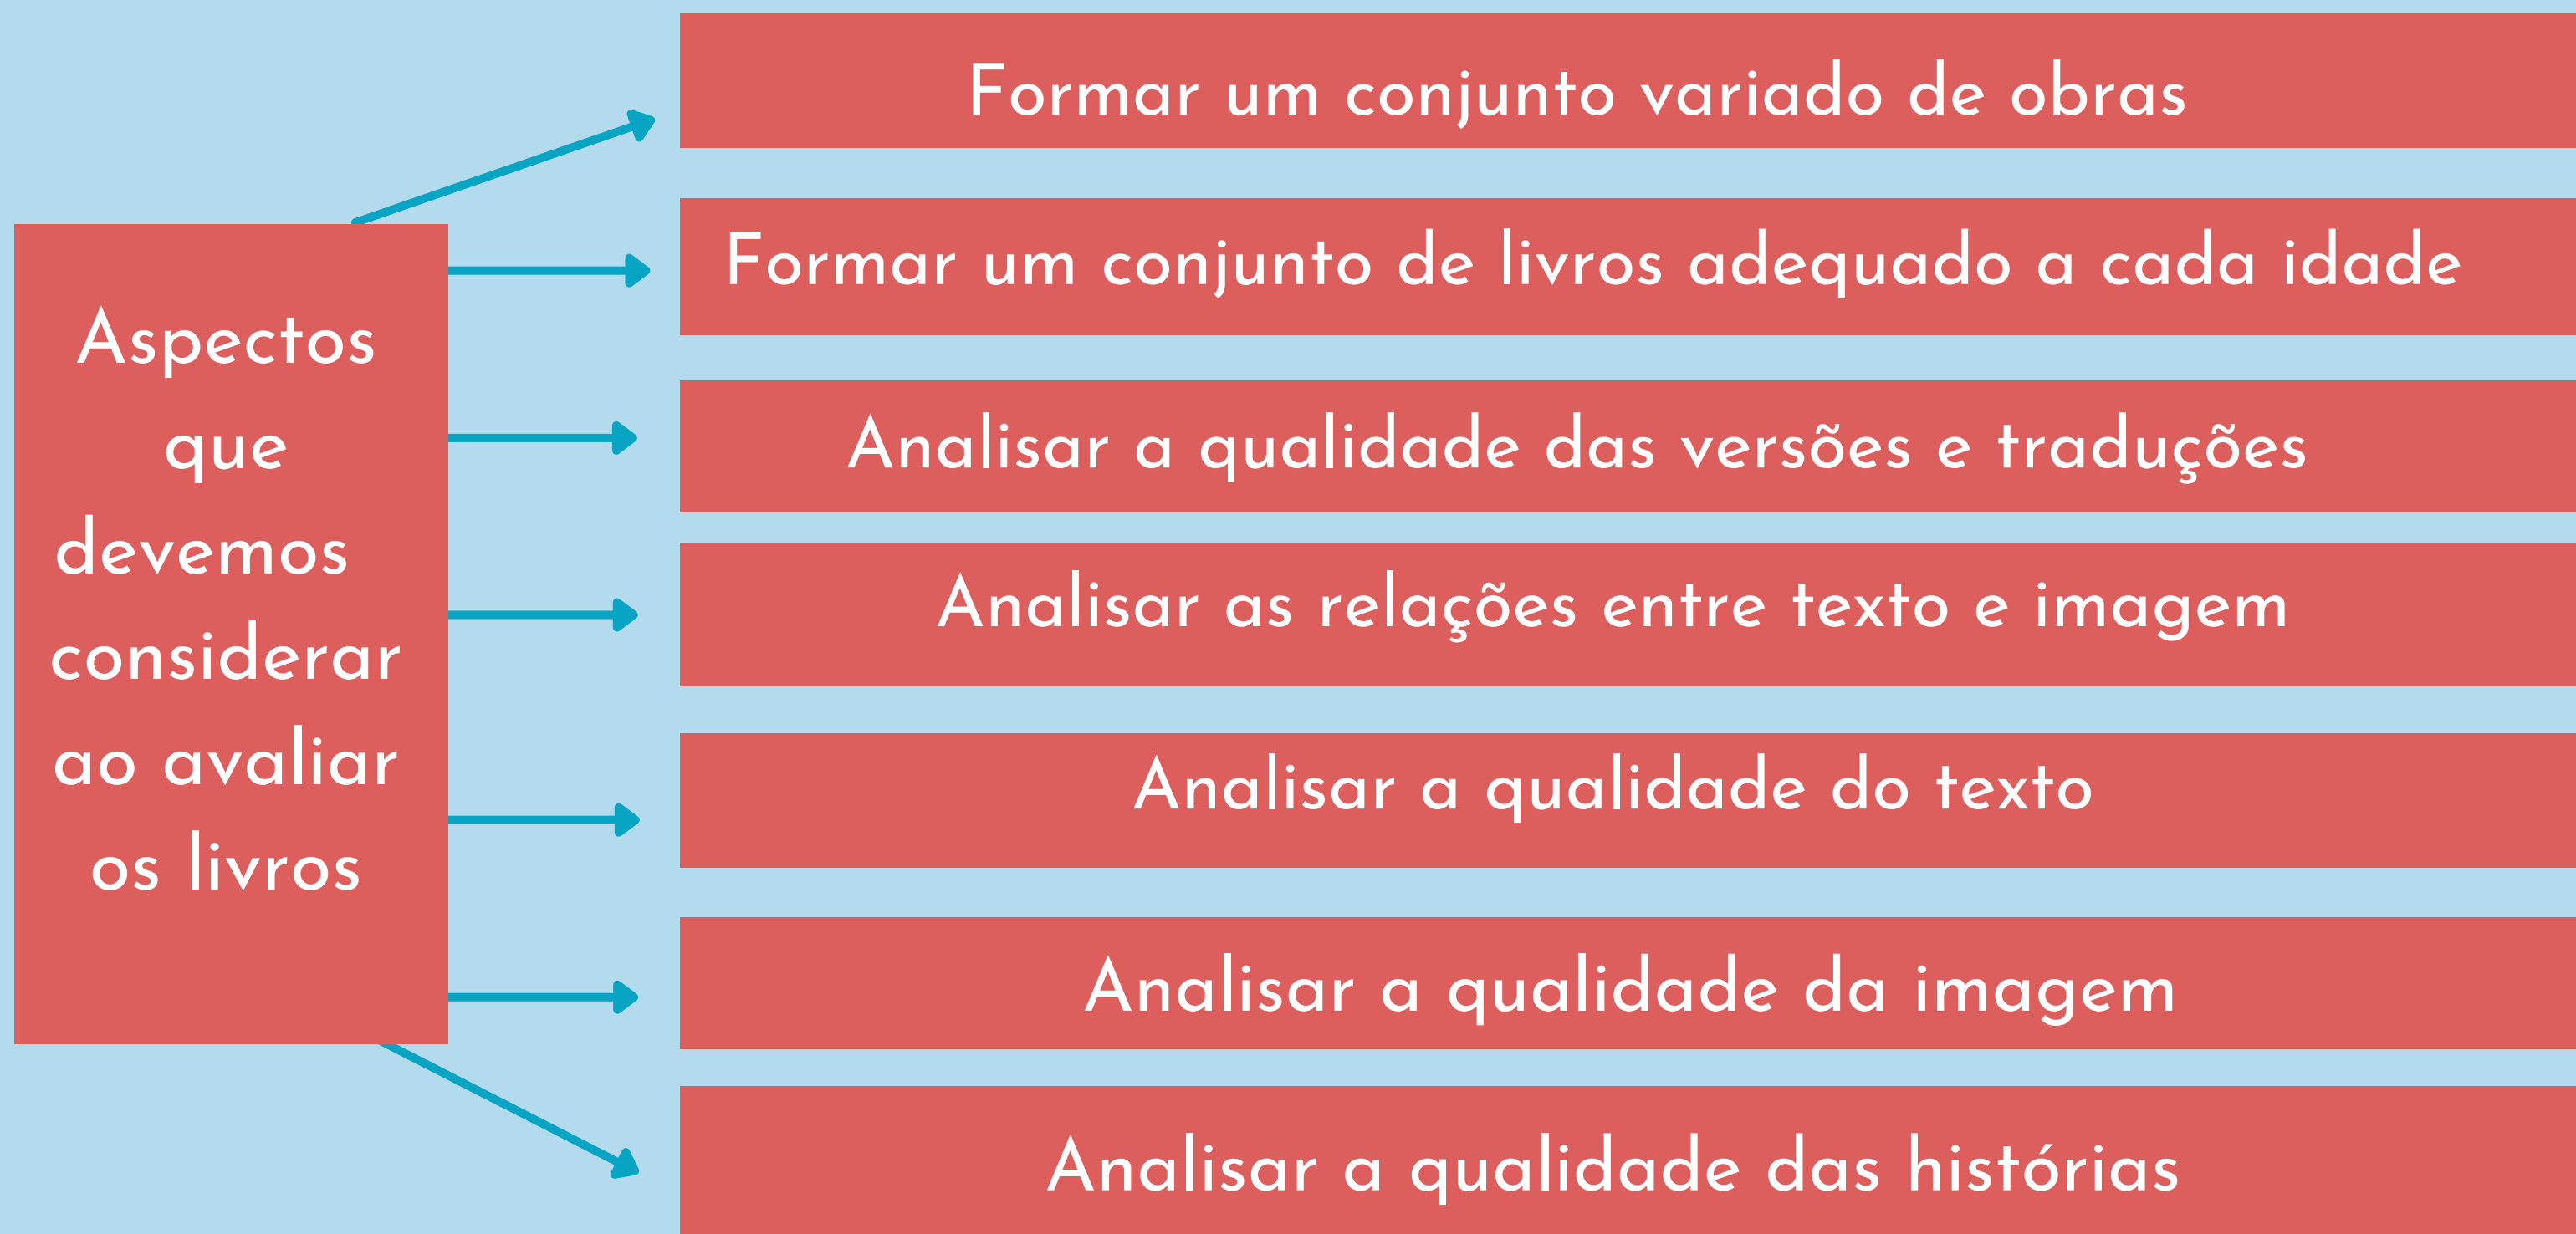 Aspectos
que
devemos
considerar
ao avaliar
os livros
Formar um conjunto variado de obras
Formar um conjunto de livros adequado a cada idade
Analisar a qualidade das versões e traduções
Analisar as relações entre texto e imagem
Analisar a qualidade do texto
Analisar a qualidade da imagem
Analisar a qualidade das histórias